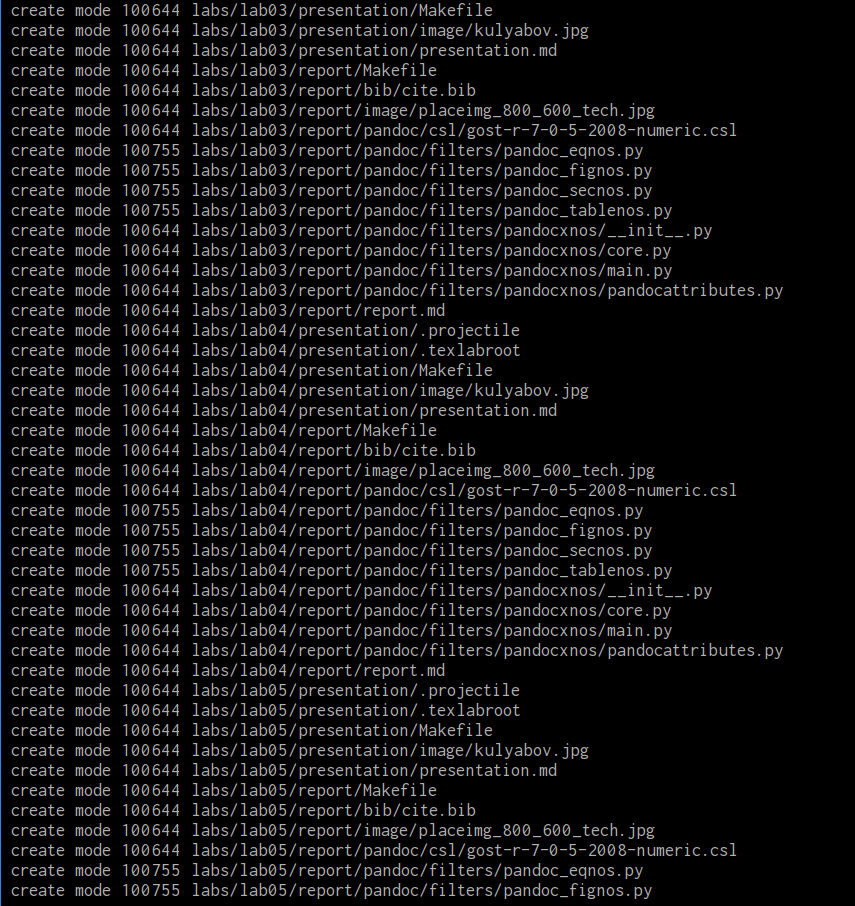 create mode 100644 labs/lab03/presentation/Makefile
create mode 100644 labs/lab03/presentation/image/kulyabov.jpg
create mode 100644 labs/lab03/presentation/presentation.md
create mode 100644 labs/lab03/report/Makefile
create mode 100644 labs/lab03/report/bib/cite.bib
create mode 100644 labs/lab03/report/image/placeimg_800_600_tech.jpg
create mode 100644 labs/lab03/report/pandoc/csl/gost-r-7-0-5-2008-numeric.csl
create mode 100755 labs/lab03/report/pandoc/filters/pandoc_eqnos.py
create mode 100755 labs/lab03/report/pandoc/filters/pandoc_fignos.py
create mode 100755 labs/lab03/report/pandoc/filters/pandoc_secnos.py
create mode 100755 labs/lab03/report/pandoc/filters/pandoc_tablenos.py
create mode 100644 labs/lab03/report/pandoc/filters/pandocxnos/__init__.py
create mode 100644 labs/lab03/report/pandoc/filters/pandocxnos/core.py
create mode 100644 labs/lab03/report/pandoc/filters/pandocxnos/main.py
create mode 100644 labs/lab03/report/pandoc/filters/pandocxnos/pandocattributes.py
create mode 100644 labs/lab03/report/report.md
create mode 100644 labs/lab04/presentation/.projectile
create mode 100644 labs/lab04/presentation/.texlabroot
create mode 100644 labs/lab04/presentation/Makefile
create mode 100644 labs/lab04/presentation/image/kulyabov.jpg
create mode 100644 labs/lab04/presentation/presentation.md
create mode 100644 labs/lab04/report/Makefile
create mode 100644 labs/lab04/report/bib/cite.bib
create mode 100644 labs/lab04/report/image/placeimg_800_600_tech.jpg
create mode 100644 labs/lab04/report/pandoc/csl/gost-r-7-0-5-2008-numeric.csl
create mode 100755 labs/lab04/report/pandoc/filters/pandoc_eqnos.py
create mode 100755 labs/lab04/report/pandoc/filters/pandoc_fignos.py
create mode 100755 labs/lab04/report/pandoc/filters/pandoc_secnos.py
create mode 100755 labs/lab04/report/pandoc/filters/pandoc_tablenos.py
create mode 100644 labs/lab04/report/pandoc/filters/pandocxnos/__init__.py
create mode 100644 labs/lab04/report/pandoc/filters/pandocxnos/core.py
create mode 100644 labs/lab04/report/pandoc/filters/pandocxnos/main.py
create mode 100644 labs/lab04/report/pandoc/filters/pandocxnos/pandocattributes.py
create mode 100644 labs/lab04/report/report.md
create mode 100644 labs/lab05/presentation/.projectile
create mode 100644 labs/lab05/presentation/.texlabroot
create mode 100644 labs/lab05/presentation/Makefile
create mode 100644 labs/lab05/presentation/image/kulyabov.jpg
create mode 100644 labs/lab05/presentation/presentation.md
create mode 100644 labs/lab05/report/Makefile
create mode 100644 labs/lab05/report/bib/cite.bib
create mode 100644 labs/lab05/report/image/placeimg_800_600_tech.jpg
create mode 100644 labs/lab05/report/pandoc/csl/gost-r-7-0-5-2008-numeric.csl
create mode 100755 labs/lab05/report/pandoc/filters/pandoc_eqnos.py
create mode 100755 labs/lab05/report/pandoc/filters/pandoc_fignos.py